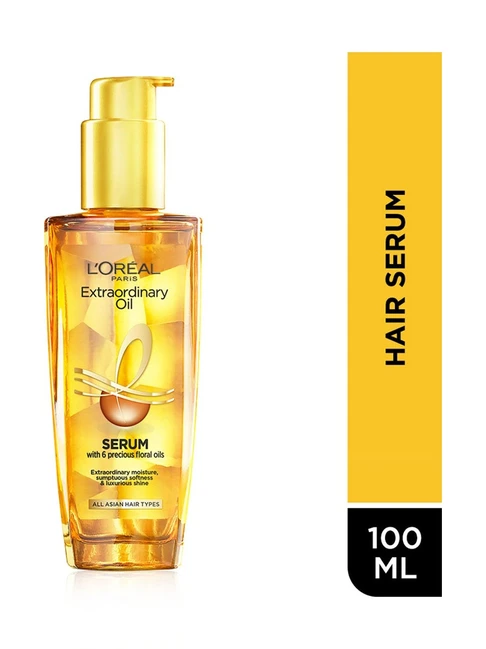 L'ORÉAL
PARIS
Extraordinary
Oil
SERUM
with 6 precious floral oils
Extraordinary moisture,
sumptuous softness
& luxurious shine
ALL ASIAN HAIR TYPES
HAIR SERUM
100
ML